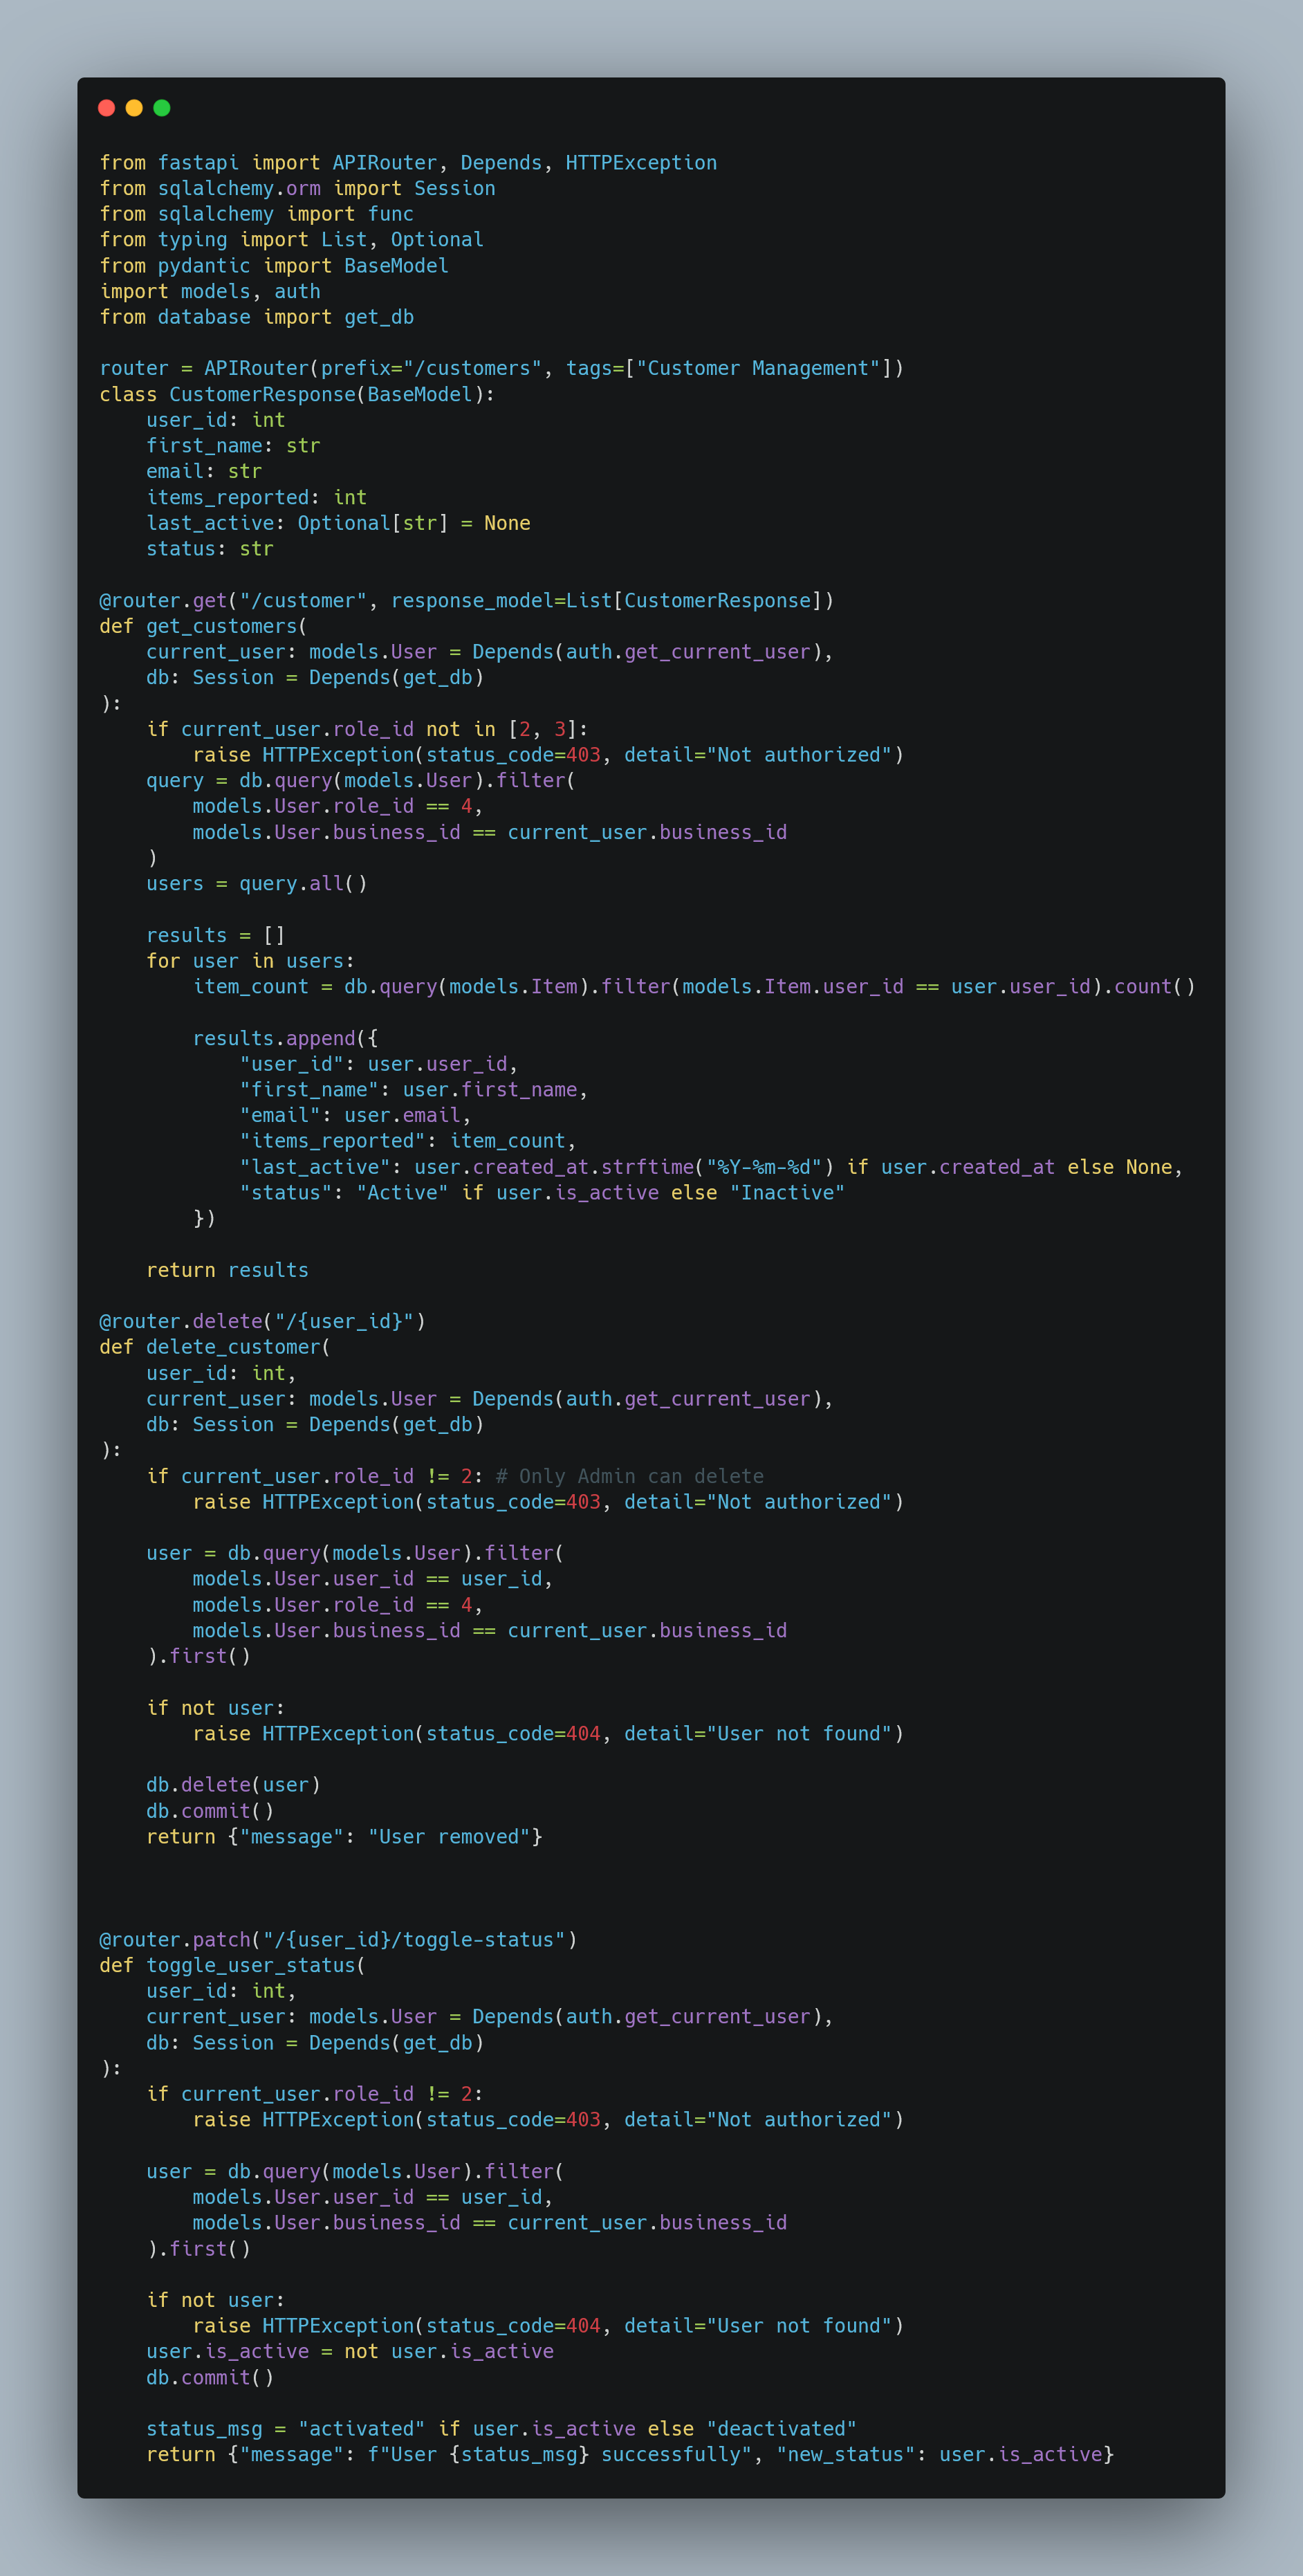 from fastapi import APIRouter, Depends, HTTPException
from sqlalchemy.orm import Session
from sqlalchemy import func
from typing import List, Optional
from pydantic import BaseModel
import models, auth
from database import get_db

router = APIRouter(prefix="/customers", tags=["Customer Management"])
class CustomerResponse(BaseModel):
    user_id: int
    first_name: str
    email: str
    items_reported: int
    last_active: Optional[str] = None
    status: str

@router.get("/customer", response_model=List[CustomerResponse])
def get_customers(
    current_user: models.User = Depends(auth.get_current_user),
    db: Session = Depends(get_db)
):
    if current_user.role_id not in [2, 3]:
        raise HTTPException(status_code=403, detail="Not authorized")
    query = db.query(models.User).filter(
        models.User.role_id == 4,
        models.User.business_id == current_user.business_id
    )
    users = query.all()

    results = []
    for user in users:
        item_count = db.query(models.Item).filter(models.Item.user_id == user.user_id).count()

        results.append({
            "user_id": user.user_id,
            "first_name": user.first_name,
            "email": user.email,
            "items_reported": item_count,
            "last_active": user.created_at.strftime("%Y-%m-%d") if user.created_at else None,
            "status": "Active" if user.is_active else "Inactive"
        })

    return results

@router.delete("/{user_id}")
def delete_customer(
    user_id: int,
    current_user: models.User = Depends(auth.get_current_user),
    db: Session = Depends(get_db)
):
    if current_user.role_id != 2: # Only Admin can delete
        raise HTTPException(status_code=403, detail="Not authorized")

    user = db.query(models.User).filter(
        models.User.user_id == user_id,
        models.User.role_id == 4,
        models.User.business_id == current_user.business_id
    ).first()

    if not user:
        raise HTTPException(status_code=404, detail="User not found")

    db.delete(user)
    db.commit()
    return {"message": "User removed"}



@router.patch("/{user_id}/toggle-status")
def toggle_user_status(
    user_id: int,
    current_user: models.User = Depends(auth.get_current_user),
    db: Session = Depends(get_db)
):
    if current_user.role_id != 2:
        raise HTTPException(status_code=403, detail="Not authorized")

    user = db.query(models.User).filter(
        models.User.user_id == user_id,
        models.User.business_id == current_user.business_id
    ).first()

    if not user:
        raise HTTPException(status_code=404, detail="User not found")
    user.is_active = not user.is_active
    db.commit()

    status_msg = "activated" if user.is_active else "deactivated"
    return {"message": f"User {status_msg} successfully", "new_status": user.is_active}